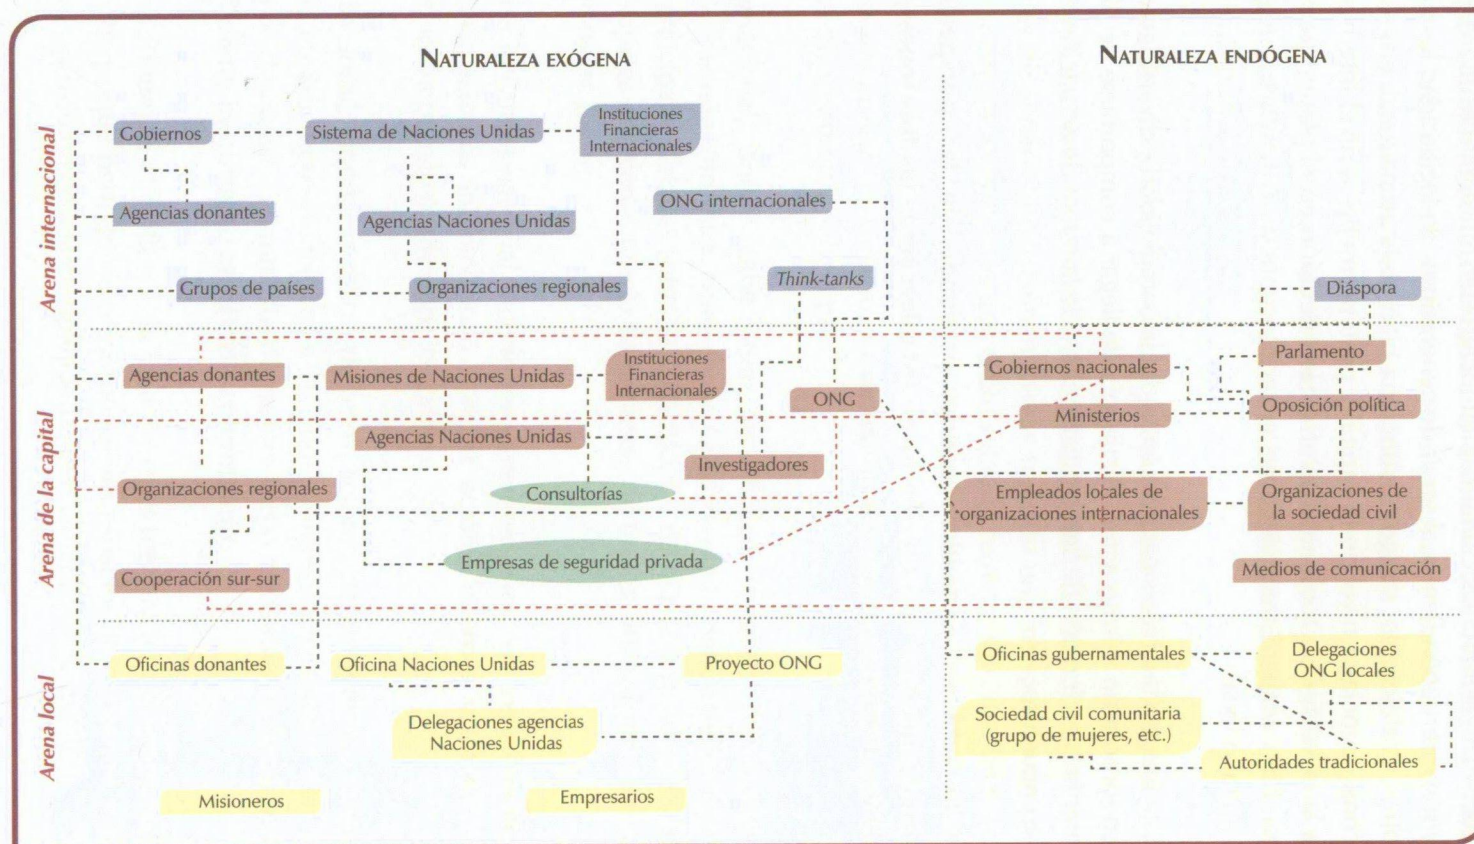 NATURALEZA EXÓGENA
NATURALEZA ENDÓGENA
Arena internacional
Gobiernos
Sistema de Naciones Unidas
Instituciones
Financieras
Internacionales
Agencias donantes
Agencias Naciones Unidas
ONG internacionales
Grupos de países
Organizaciones regionales
Think-tanks
Diáspora
Arena de la capital
Agencias donantes
Misiones de Naciones Unidas
Instituciones
Financieras
Internacionales
ONG
Gobiernos nacionales
Parlamento
Ministerios
Oposición política
Agencias Naciones Unidas
Investigadores
Organizaciones regionales
Consultorías
Empleados locales de
organizaciones internacionales
Organizaciones de
la sociedad civil
Empresas de seguridad privada
Cooperación sur-sur
Medios de comunicación
Arena local
Oficinas donantes
Oficina Naciones Unidas
Proyecto ONG
Oficinas gubernamentales
Delegaciones
ONG locales
Delegaciones agencias
Naciones Unidas
Sociedad civil comunitaria
(grupo de mujeres, etc.)
Autoridades tradicionales
Misioneros
Empresarios